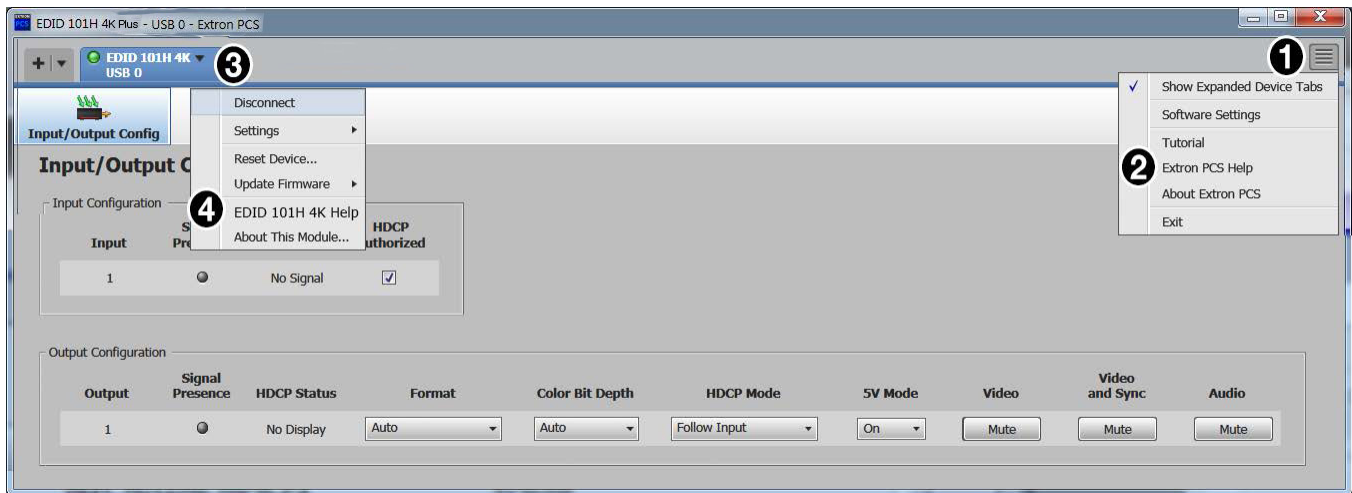 EXTRON
PCS
EDID 101H 4K Plus - USB 0 - Extron PCS
EDID 101H 4K
USB 0
3
1
Input/Output Config
Disconnect
Settings
Reset Device...
Update Firmware
4
EDID 101H 4K Help
About This Module...
✓ Show Expanded Device Tabs
Software Settings
Tutorial
2
Extron PCS Help
About Extron PCS
Exit
Input/Outp
Input Configuration
Input
HDCP
uthorized
1
No Signal
Output Configuration
Output
Signal
Presence
HDCP Status
Format
Color Bit Depth
HDCP Mode
5V Mode
Video
Video
and Sync
Audio
1
No Display
Auto
Auto
Follow Input
On
Mute
Mute
Mute